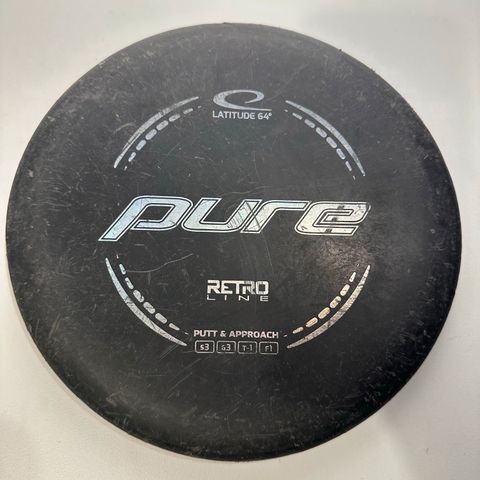 LATITUDE 64°
pure
RETRO
LINE
PUTT & APPROACH
S3 G3 T-1 F1